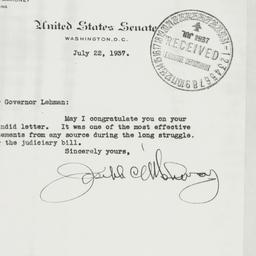 United States Senate
WASHINGTON, D.C.
July 22, 1937.
RECEIVED
Governor Lehman:
May I congratulate you on your
ndid letter. It was one of the most effective
ements from any source during the long struggle
the judiciary bill.
Sincerely yours,